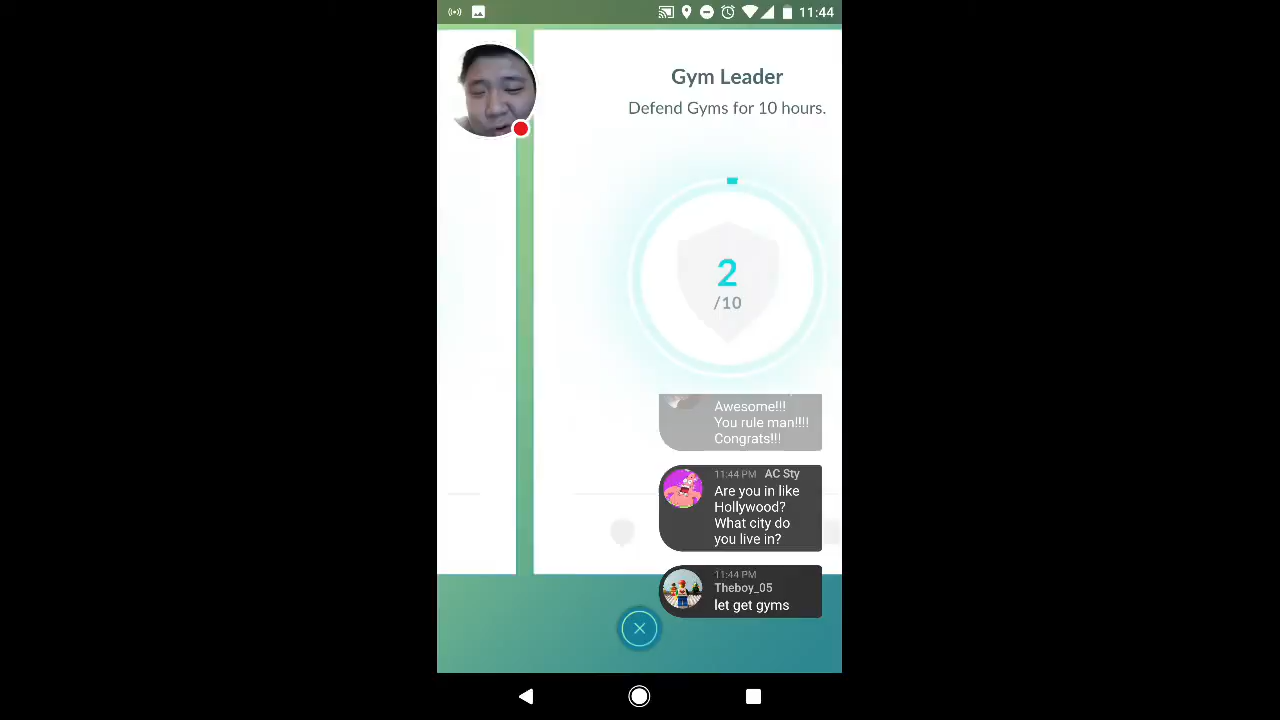 11:44
Gym Leader
Defend Gyms for 10 hours.
2
/10
Awesome!!!
You rule man!!!!
Congrats!!!
11:44 PM AC Sty
Are you in like
Hollywood?
What city do
you live in?
11:44 PM
Theboy_05
let get gyms